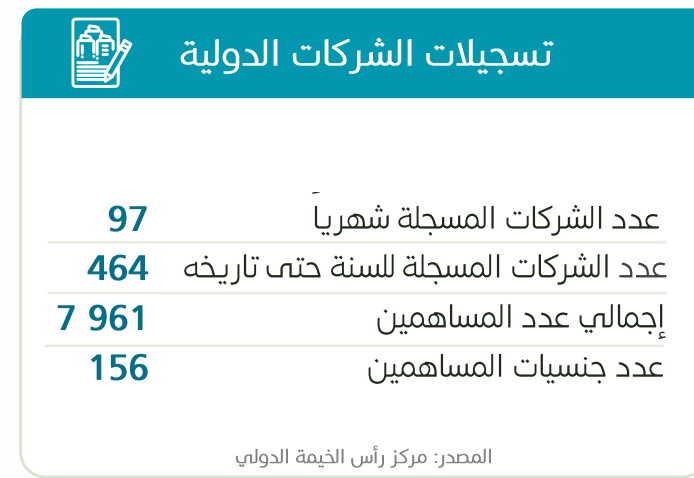 تسجيلات الشركات الدولية
عدد الشركات المسجلة شهرياً 97
عدد الشركات المسجلة للسنة حتى تاريخه 464
إجمالي عدد المساهمين 7 961
عدد جنسيات المساهمين 156
المصدر: مركز رأس الخيمة الدولي